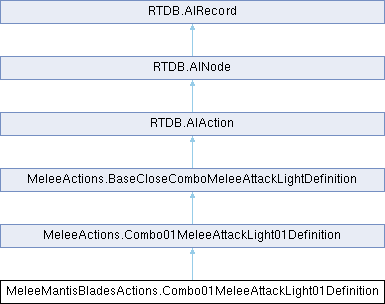 RTDB.AIRecord
RTDB.AINode
RTDB.AIAction
MeleeActions.BaseCloseComboMeleeAttackLightDefinition
MeleeActions.Combo01MeleeAttackLight01Definition
MeleeMantisBladesActions.Combo01MeleeAttackLight01Definition